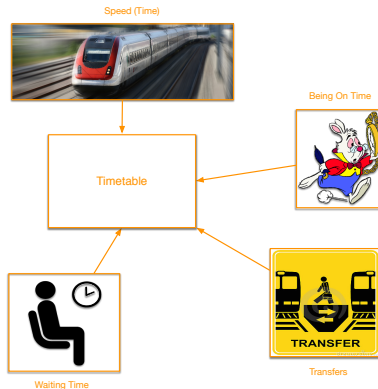 Speed (Time)
Being On Time
Timetable
TRANSFER
Waiting Time
Transfers